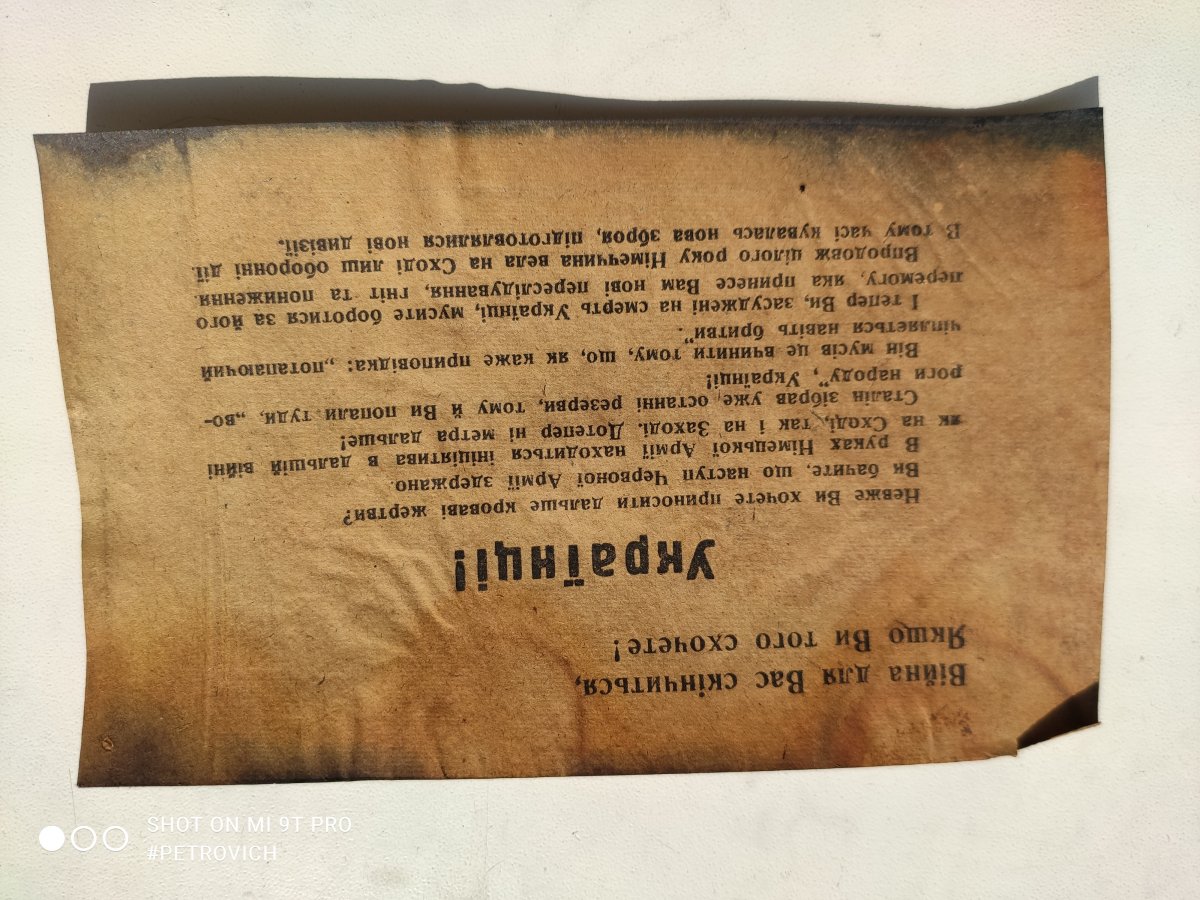 Війна для Вас скінчиться,
Якщо Ви того схочете!
Українці!
Невже Ви хочете приносити дальше кроваві жертви?
Ви бачите, що наступ Червоної Армії здержано.
В руках Німецької Армії находиться ініціятива в дальшій війні
як на Сході, так і на Заході. Дотепер ні метра дальше!
Сталін зібрав уже останні резерви, тому й Ви попали туди, „во-
роги народу", Українці!
Він мусів це вчинити тому, що, як каже приповідка: „потапаючий
чіпляється навіть бритви".
І тепер Ви, засуджені на смерть Українці, мусите боротися за його
перемогу, яка принесе Вам нові переслідування, гніт та пониження.
Впродовж цілого року Німеччина вела на Сході лиш оборонні дії.
В тому часі кувалась нова зброя, підготовлялися нові дивізії.
SHOT ON MI 9T PRO
#PETROVICH